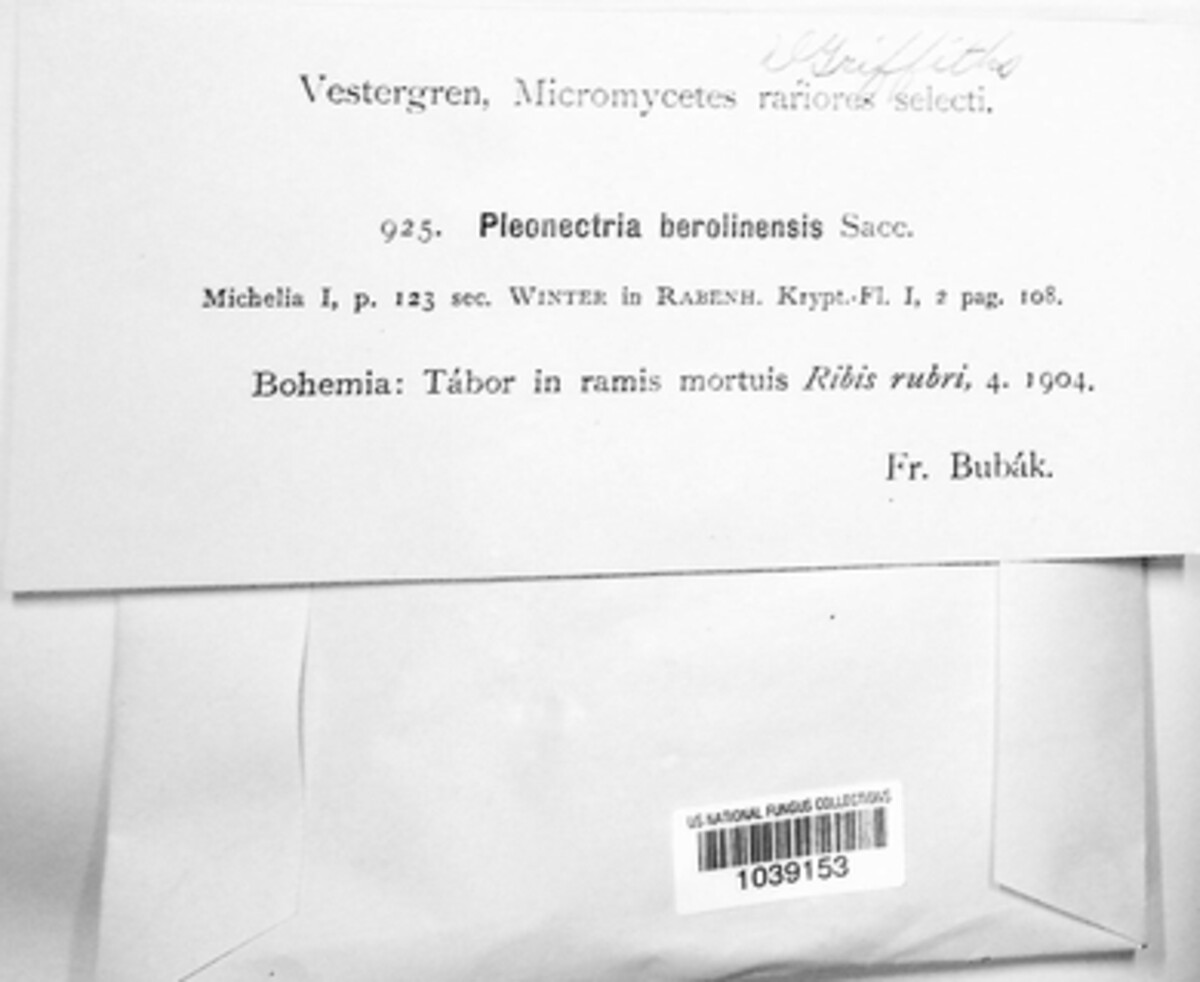 D Griffiths
Vestergren, Micromycetes rariores selecti.
925. Pleonectria berolinensis Sacc.
Michelia I, p. 123 sec. WINTER in RABENH. Krypt.-Fl. I, 2 pag. 108.
Bohemia: Tábor in ramis mortuis Ribis rubri, 4. 1904.
Fr. Bubák.
US NATIONAL FUNGUS COLLECTIONS
1039153